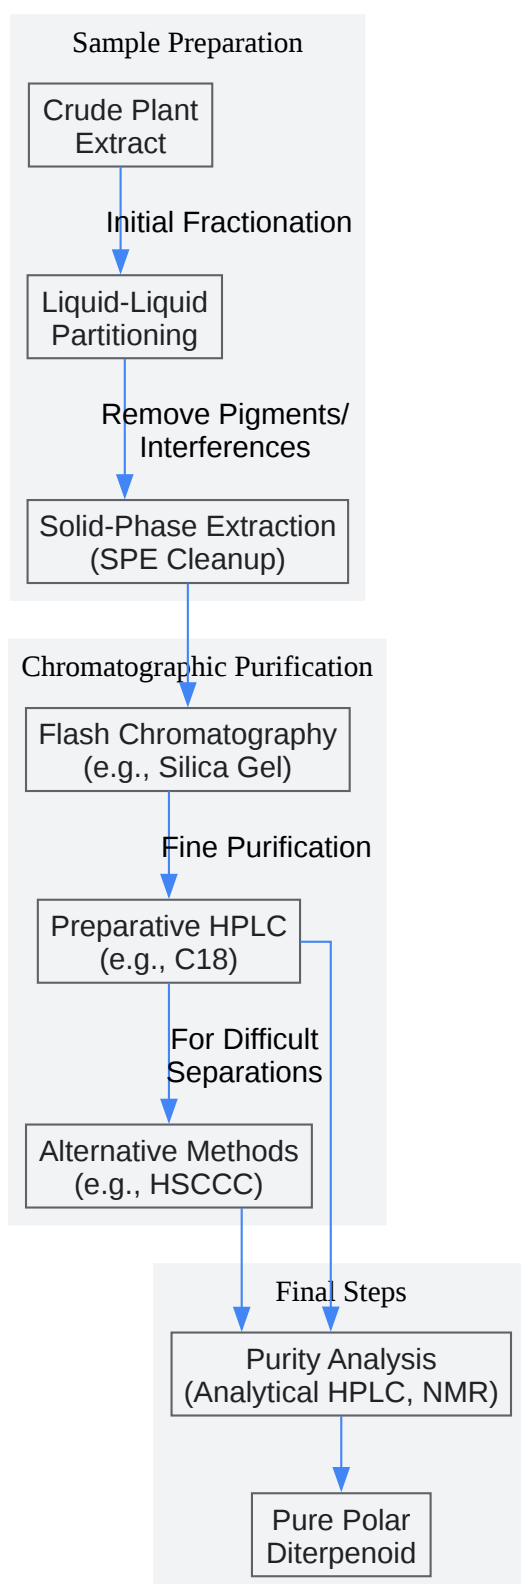 Sample Preparation
Crude Plant
Extract
Initial Fractionation
Liquid-Liquid
Partitioning
Remove Pigments/
Interferences
Solid-Phase Extraction
(SPE Cleanup)
Chromatographic Purification
Flash Chromatography
(e.g., Silica Gel)
Fine Purification
Preparative HPLC
(e.g., C18)
For Difficult
Separations
Alternative Methods
(e.g., HSCCC)
Final Steps
Purity Analysis
(Analytical HPLC, NMR)
Pure Polar
Diterpenoid